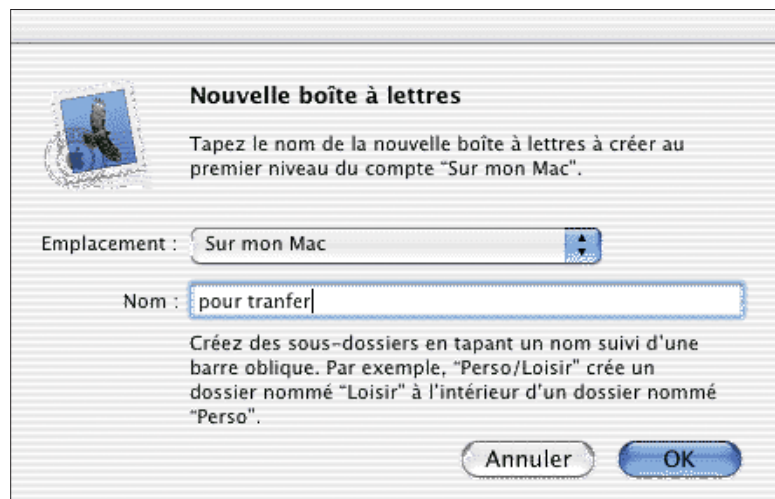 Nouvelle boîte à lettres
Tapez le nom de la nouvelle boîte à lettres à créer au
premier niveau du compte “Sur mon Mac”.
Emplacement : Sur mon Mac
Nom : pour tranfer
Créez des sous-dossiers en tapant un nom suivi d’une
barre oblique. Par exemple, “Perso/Loisir” crée un
dossier nommé “Loisir” à l’intérieur d’un dossier nommé
“Perso”.
Annuler OK